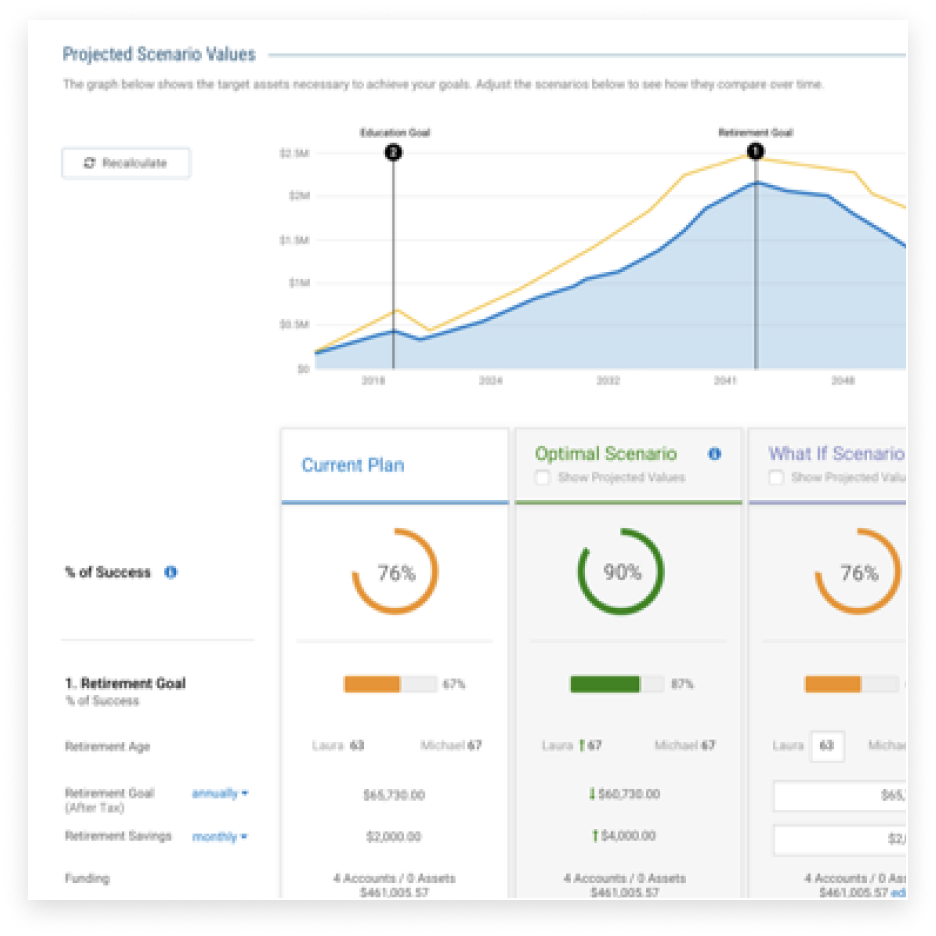 Projected Scenario Values
The graph below shows the target assets necessary to achieve your goals. Adjust the scenarios below to see how they compare over time.
Recalculate
Education Goal
Retirement Goal
2
1
$2.5M
$2M
$1.5M
$1M
$0.5M
$0
2018 2024 2032 2041 2048
Current Plan
Optimal Scenario
Show Projected Values
What If Scenario
Show Projected Valu
% of Success
76% 90% 76%
1. Retirement Goal
% of Success
67% 87%
Retirement Age
Laura 63 Michael 67
Laura 67 Michael 67
Laura 63 Michae
Retirement Goal annually
(After Tax)
$65,730.00 $60,730.00 $65,
Retirement Savings monthly
$2,000.00 $4,000.00 $2,
Funding
4 Accounts / 0 Assets
$461,005.57
4 Accounts / 0 Assets
$461,005.57
4 Accounts / 0 As
$461,005.57 ed